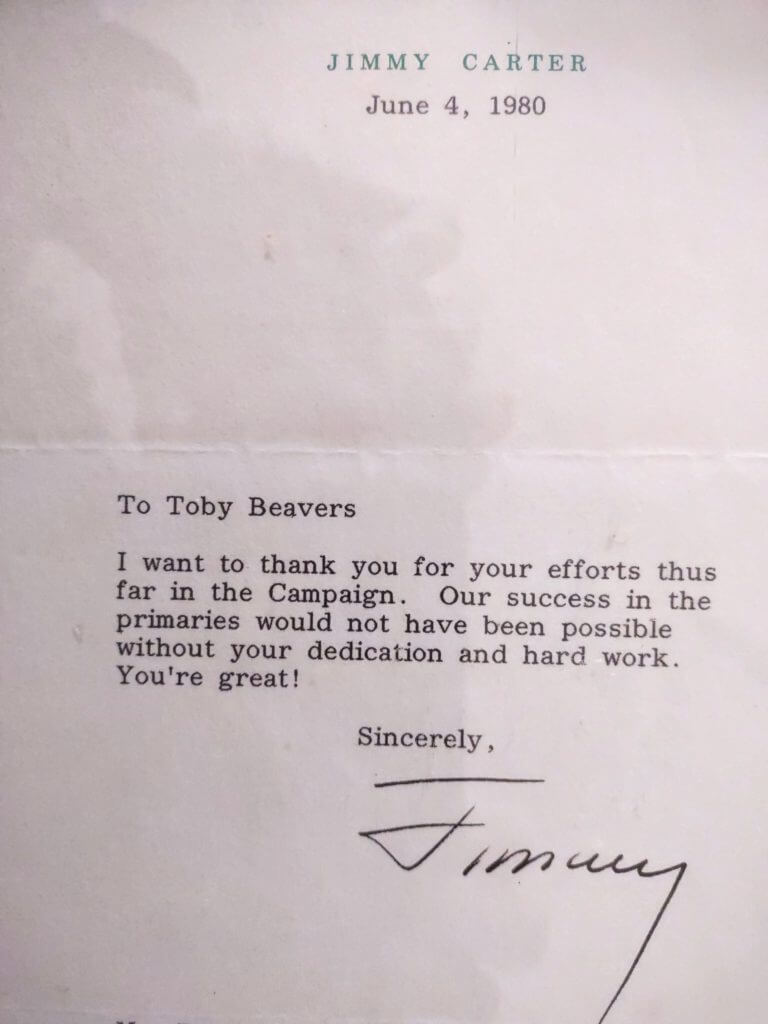 JIMMY CARTER
June 4, 1980
To Toby Beavers
I want to thank you for your efforts thus
far in the Campaign. Our success in the
primaries would not have been possible
without your dedication and hard work.
You're great!
Sincerely,
Jimmy